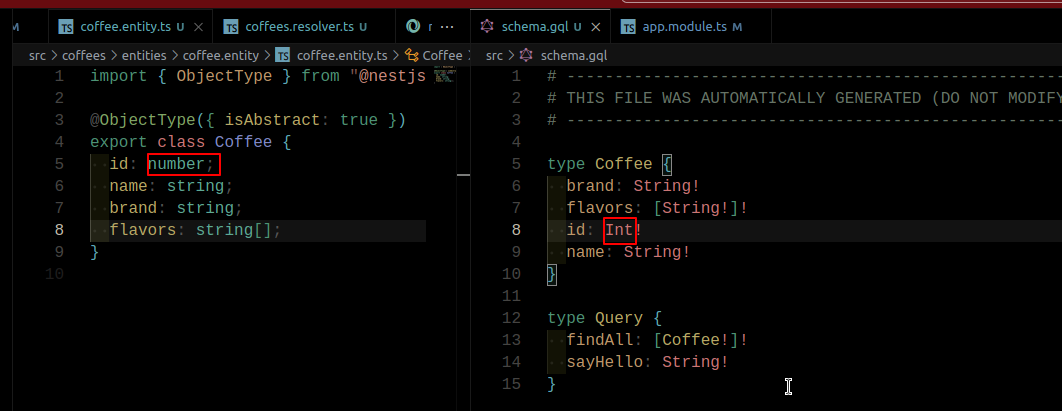 M
TS coffee.entity.ts U ×
TS coffees.resolver.ts U
src > coffees > entities > coffee.entity > TS coffee.entity.ts > Coffee >
1 import { ObjectType } from "@nestjs
2
3 @ObjectType({ isAbstract: true })
4 export class Coffee {
5 id: number;
6 name: string;
7 brand: string;
8 flavors: string[];
9 }
10
schema.gql U ×
TS app.module.ts M
src > schema.gql
1 # ------------------------------------------------------
2 # THIS FILE WAS AUTOMATICALLY GENERATED (DO NOT MODIFY
3 # ------------------------------------------------------
4
5 type Coffee {
6 brand: String!
7 flavors: [String!]!
8 id: Int!
9 name: String!
10 }
11
12 type Query {
13 findAll: [Coffee!]!
14 sayHello: String!
15 }